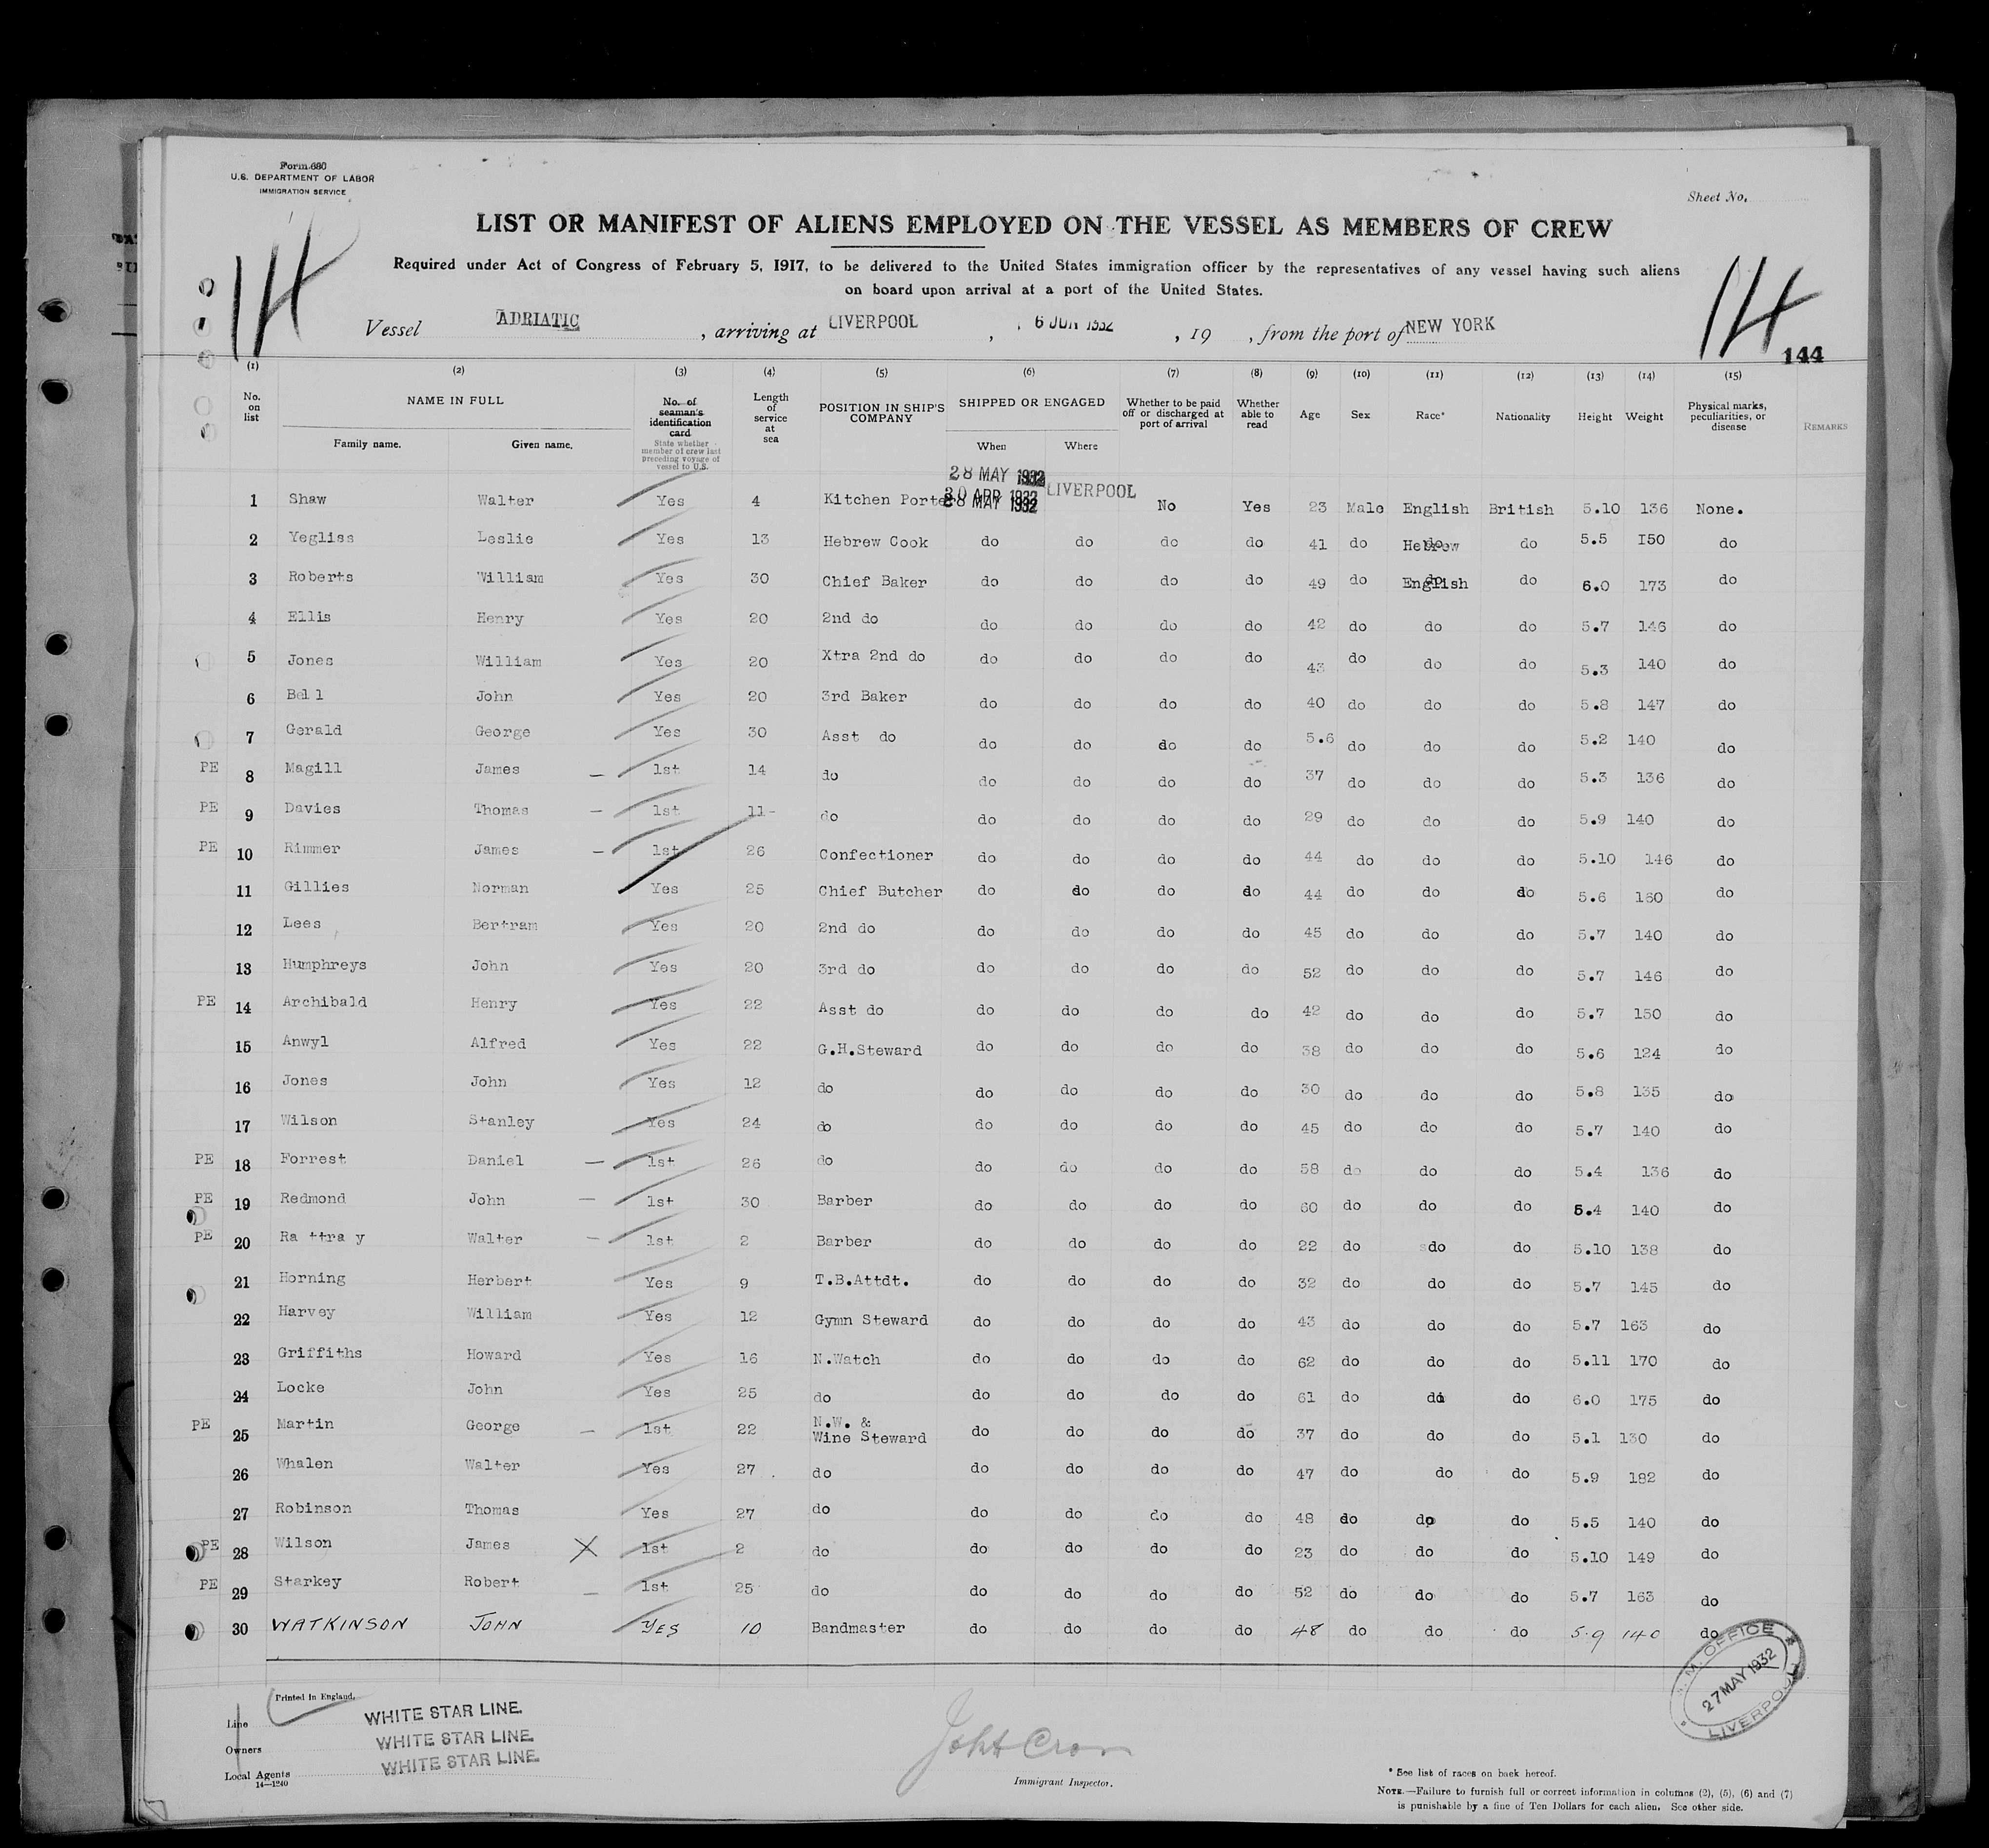 Form 680
U.S. DEPARTMENT OF LABOR
IMMIGRATION SERVICE
Sheet No.
LIST OR MANIFEST OF ALIENS EMPLOYED ON THE VESSEL AS MEMBERS OF CREW
Required under Act of Congress of February 5, 1917, to be delivered to the United States immigration officer by the representatives of any vessel having such aliens
on board upon arrival at a port of the United States.
14 14
Vessel ADRIATIC , arriving at LIVERPOOL , 6 JUN 1932 , 19 , from the port of NEW YORK
144
(1) (2) (3) (4) (5) (6) (7) (8) (9) (10) (11) (12) (13) (14) (15)
No. on list NAME IN FULL Family name. Given name. No. of seaman's identification card State whether member of crew last preceding voyage of vessel to U.S. Length of service at sea POSITION IN SHIP'S COMPANY SHIPPED OR ENGAGED When Where Whether to be paid off or discharged at port of arrival Whether able to read Age Sex Race* Nationality Height Weight Physical marks, peculiarities, or disease REMARKS
28 MAY 1932
30 APR 1932 LIVERPOOL
28 MAY 1932
1 Shaw Walter Yes 4 Kitchen Porter No Yes 23 Male English British 5.10 136 None.
2 Yegliss Leslie Yes 13 Hebrew Cook do do do do 41 do Hebrew do 5.5 150 do
3 Roberts William Yes 30 Chief Baker do do do do 49 do English do 6.0 173 do
4 Ellis Henry Yes 20 2nd do do do do do 42 do do do 5.7 146 do
5 Jones William Yes 20 Xtra 2nd do do do do do 43 do do do 5.3 140 do
6 Bell John Yes 20 3rd Baker do do do do 40 do do do 5.8 147 do
7 Gerald George Yes 30 Asst do do do do do 5.6 do do do 5.2 140 do
PE 8 Magill James — 1st 14 do do do do do 37 do do do 5.3 136 do
PE 9 Davies Thomas — 1st 11- do do do do do 29 do do do 5.9 140 do
PE 10 Rimmer James — 1st 26 Confectioner do do do do 44 do do do 5.10 146 do
11 Gillies Norman Yes 25 Chief Butcher do do do do 44 do do do 5.6 160 do
12 Lees Bertram Yes 20 2nd do do do do do 45 do do do 5.7 140 do
13 Humphreys John Yes 20 3rd do do do do do 52 do do do 5.7 146 do
PE 14 Archibald Henry Yes 22 Asst do do do do do 42 do do do 5.7 150 do
15 Anwyl Alfred Yes 22 G.H.Steward do do do do 38 do do do 5.6 124 do
16 Jones John Yes 12 do do do do do 30 do do do 5.8 135 do
17 Wilson Stanley Yes 24 do do do do do 45 do do do 5.7 140 do
PE 18 Forrest Daniel — 1st 26 do do do do do 58 do do do 5.4 136 do
PE 19 Redmond John — 1st 30 Barber do do do do 60 do do do 5.4 140 do
PE 20 Ra ttra y Walter — 1st 2 Barber do do do do 22 do do do 5.10 138 do
21 Horning Herbert Yes 9 T.B.Attdt. do do do do 32 do do do 5.7 145 do
22 Harvey William Yes 12 Gymn Steward do do do do 43 do do do 5.7 163 do
23 Griffiths Howard Yes 16 N.Watch do do do do 62 do do do 5.11 170 do
24 Locke John Yes 25 do do do do do 61 do do do 6.0 175 do
PE 25 Martin George — 1st 22 N.W. & Wine Steward do do do do 37 do do do 5.1 130 do
26 Whalen Walter Yes 27 do do do do do 47 do do do 5.9 182 do
27 Robinson Thomas Yes 27 do do do do do 48 do do do 5.5 140 do
PE 28 Wilson James X 1st 2 do do do do do 23 do do do 5.10 149 do
PE 29 Starkey Robert — 1st 25 do do do do do 52 do do do 5.7 163 do
30 WATKINSON JOHN YES 10 Bandmaster do do do do 48 do do do 5.9 140 do
Printed in England.
Line WHITE STAR LINE.
Owners WHITE STAR LINE.
Local Agents WHITE STAR LINE.
14—1240
Immigrant Inspector.
M. OFFICE
27 MAY 1932
LIVERPOOL
* See list of races on back hereof.
NOTE.—Failure to furnish full or correct information in columns (2), (5), (6) and (7)
is punishable by a fine of Ten Dollars for each alien. See other side.